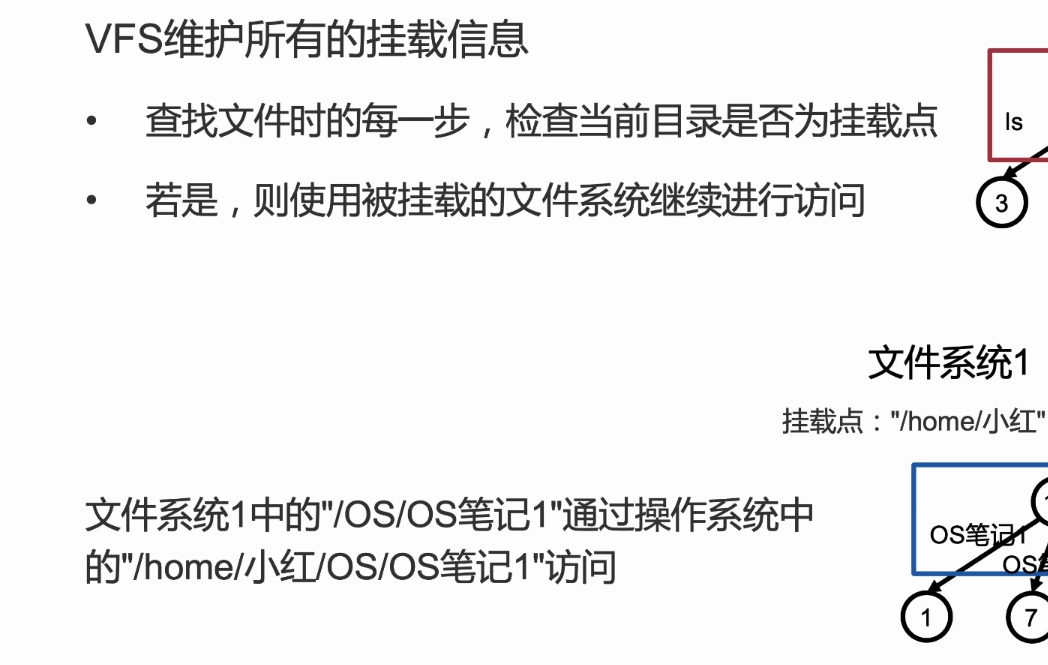 VFS维护所有的挂载信息
• 查找文件时的每一步，检查当前目录是否为挂载点
ls
• 若是，则使用被挂载的文件系统继续进行访问
3
文件系统1
挂载点："/home/小红"
文件系统1中的"/OS/OS笔记1"通过操作系统中
的"/home/小红/OS/OS笔记1"访问
OS笔记1
1
7